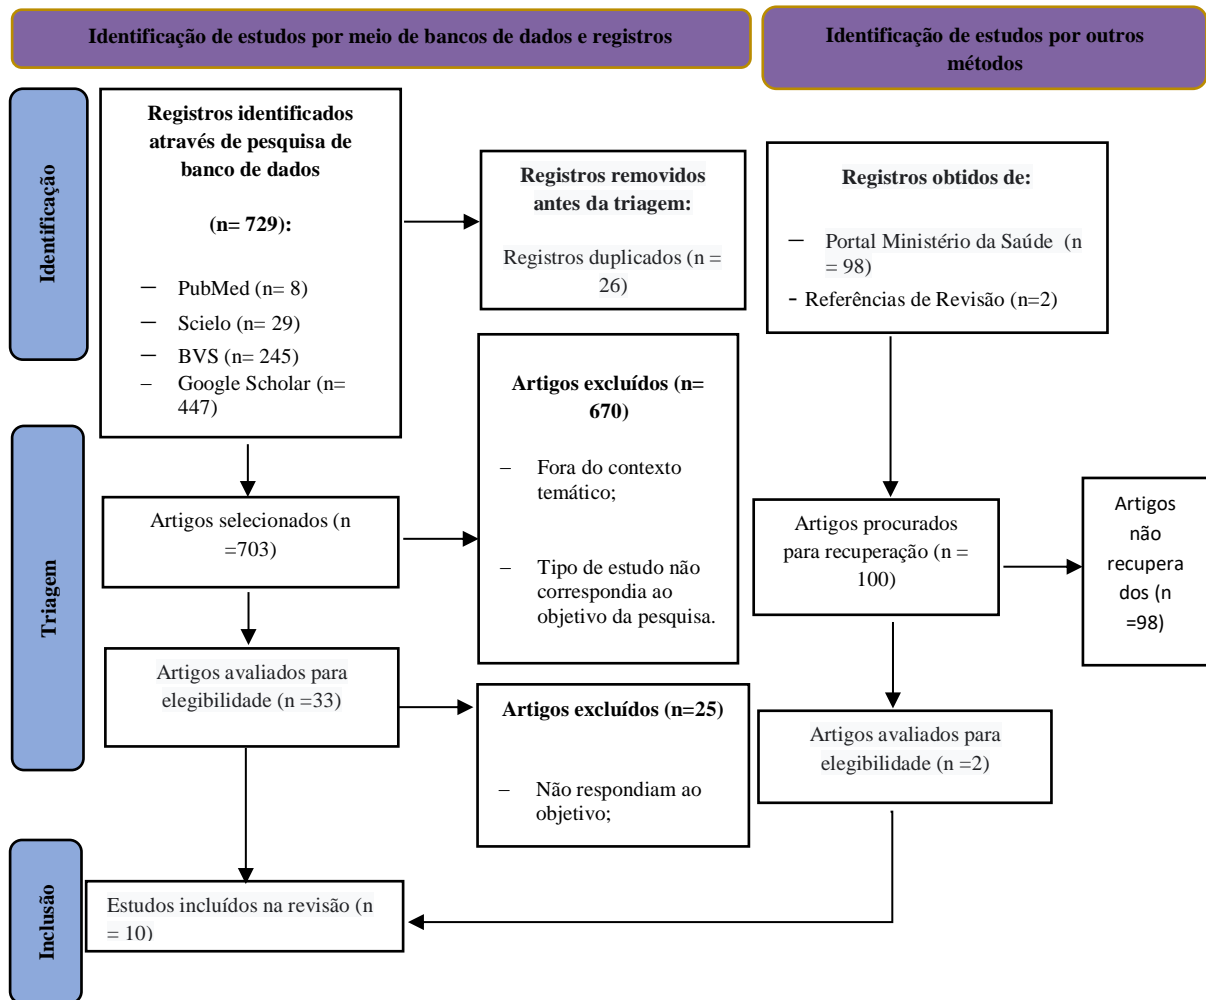 Identificação de estudos por meio de bancos de dados e registros
Identificação de estudos por outros
métodos
Identificação
Registros identificados
através de pesquisa de
banco de dados
(n= 729):
— PubMed (n= 8)
— Scielo (n= 29)
— BVS (n= 245)
– Google Scholar (n=
447)
Registros removidos
antes da triagem:
Registros duplicados (n =
26)
Registros obtidos de:
— Portal Ministério da Saúde (n
= 98)
- Referências de Revisão (n=2)
Triagem
Artigos selecionados (n
=703)
Artigos excluídos (n=
670)
– Fora do contexto
temático;
– Tipo de estudo não
correspondia ao
objetivo da pesquisa.
Artigos procurados
para recuperação (n =
100)
Artigos
não
recupera
dos (n
=98)
Artigos avaliados para
elegibilidade (n =33)
Artigos excluídos (n=25)
– Não respondiam ao
objetivo;
Artigos avaliados para
elegibilidade (n =2)
Inclusão
Estudos incluídos na revisão (n
= 10)